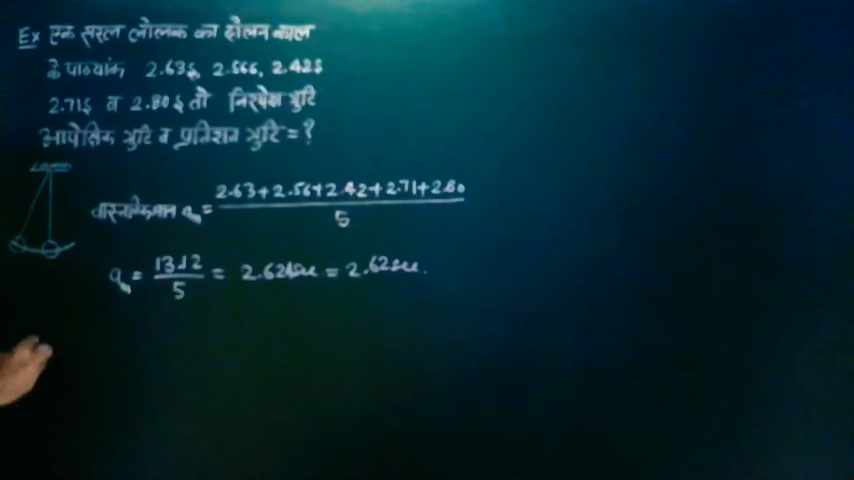 Ex एक सरल लोलक का दोलन काल
के पाठ्यांक 2.63s, 2.56s, 2.42s
2.71s व 2.80s तो निरपेक्ष त्रुटि
आपेक्षिक त्रुटि व प्रतिशत त्रुटि = ?
वास्तविक मान aₘ = 2.63+2.56+2.42+2.71+2.80
5
aₘ = 13.12 / 5 = 2.624sec = 2.62sec.